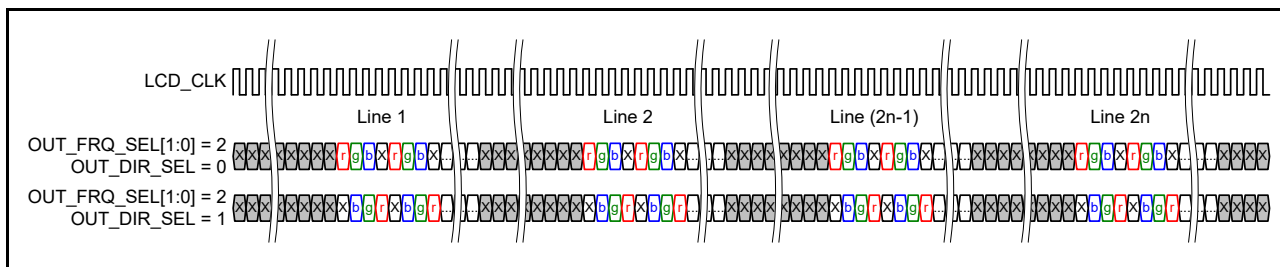 LCD_CLK
Line 1 Line 2 Line (2n-1) Line 2n
OUT_FRQ_SEL[1:0] = 2
OUT_DIR_SEL = 0
X X X X X X X X r g b x r g b x ... ... X X X X X X X X r g b x r g b x ... ... X X X X X X X X r g b x r g b x ... ... X X X X X X X X r g b x r g b x ... ... X X X X
OUT_FRQ_SEL[1:0] = 2
OUT_DIR_SEL = 1
X X X X X X X X x b g r x b g r ... ... X X X X X X X X x b g r x b g r ... ... X X X X X X X X x b g r x b g r ... ... X X X X X X X X x b g r x b g r ... ... X X X X